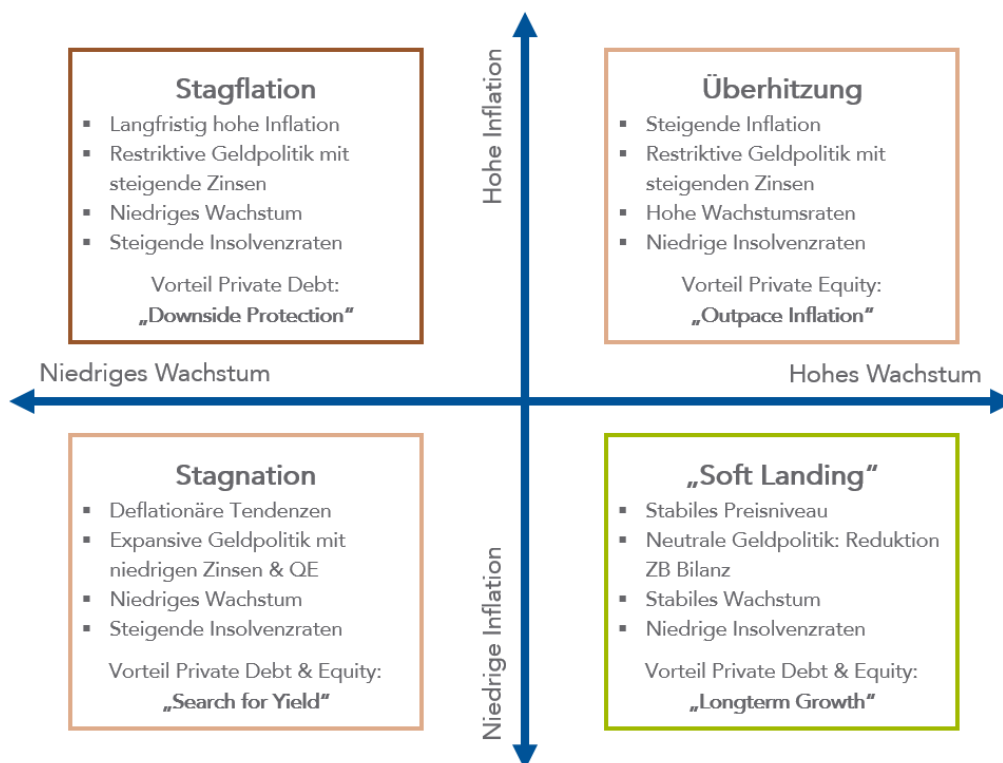 Stagflation
▪ Langfristig hohe Inflation
▪ Restriktive Geldpolitik mit
steigende Zinsen
▪ Niedriges Wachstum
▪ Steigende Insolvenzraten
Vorteil Private Debt:
„Downside Protection“
Hohe Inflation
Überhitzung
▪ Steigende Inflation
▪ Restriktive Geldpolitik mit
steigenden Zinsen
▪ Hohe Wachstumsraten
▪ Niedrige Insolvenzraten
Vorteil Private Equity:
„Outpace Inflation“
Niedriges Wachstum
Hohes Wachstum
Stagnation
▪ Deflationäre Tendenzen
▪ Expansive Geldpolitik mit
niedrigen Zinsen & QE
▪ Niedriges Wachstum
▪ Steigende Insolvenzraten
Vorteil Private Debt & Equity:
„Search for Yield“
Niedrige Inflation
„Soft Landing“
▪ Stabiles Preisniveau
▪ Neutrale Geldpolitik: Reduktion
ZB Bilanz
▪ Stabiles Wachstum
▪ Niedrige Insolvenzraten
Vorteil Private Debt & Equity:
„Longterm Growth“